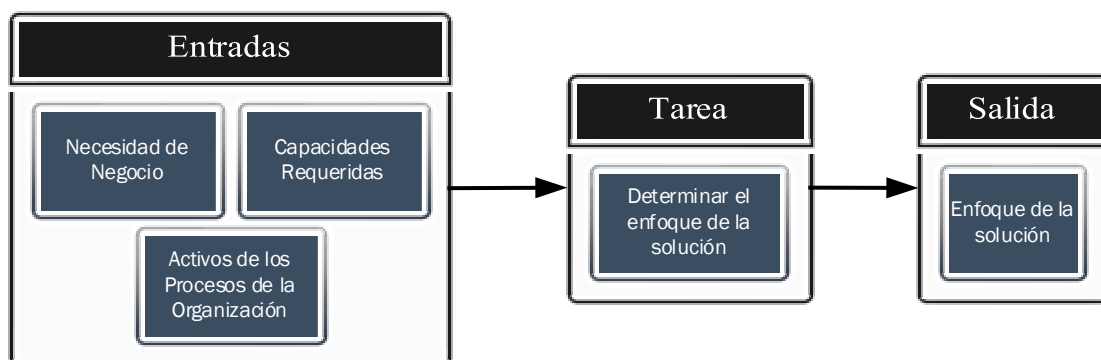 Entradas
Necesidad de
Negocio
Capacidades
Requeridas
Activos de los
Procesos de la
Organización
Tarea
Determinar el
enfoque de la
solución
Salida
Enfoque de la
solución